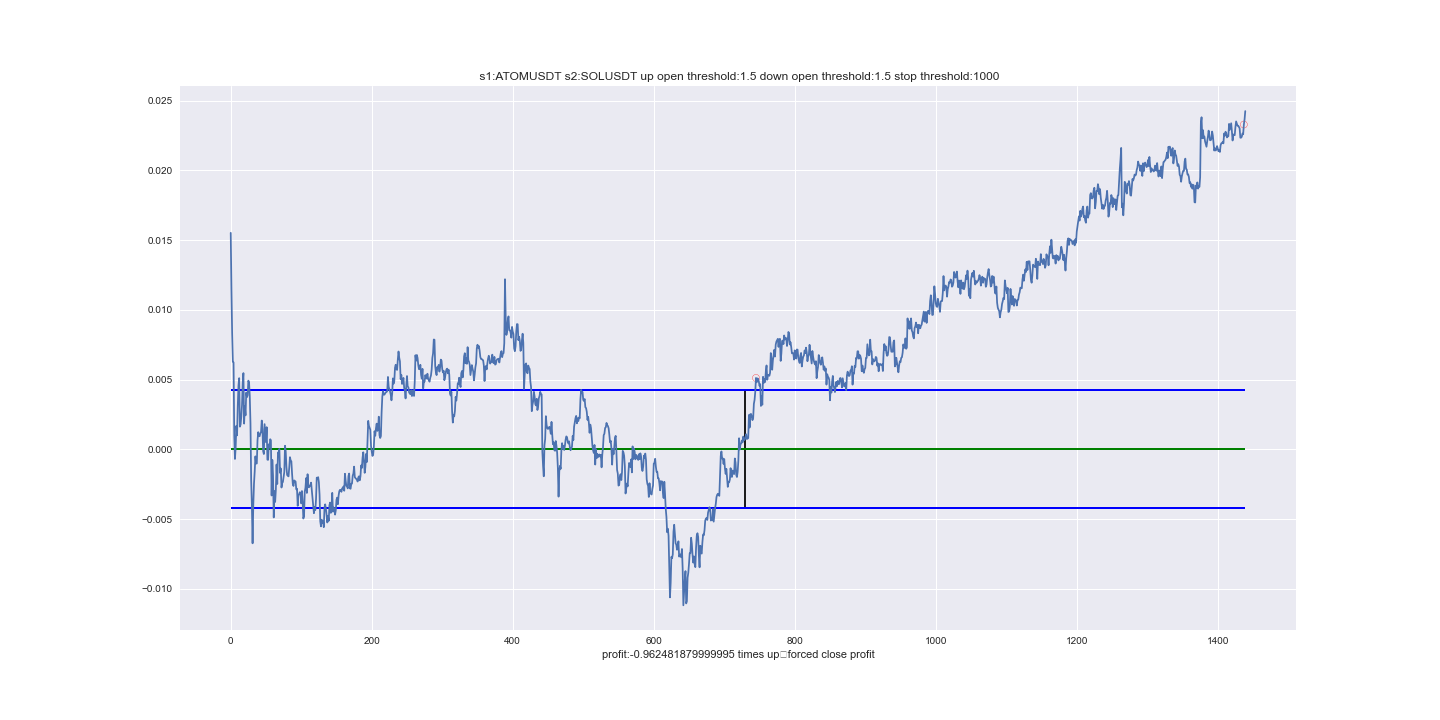 s1:ATOMUSDT s2:SOLUSDT up open threshold:1.5 down open threshold:1.5 stop threshold:1000
0.025
0.020
0.015
0.010
0.005
0.000
−0.005
−0.010
0 200 400 600 800 1000 1200 1400
profit:-0.962481879999995 times up□forced close profit